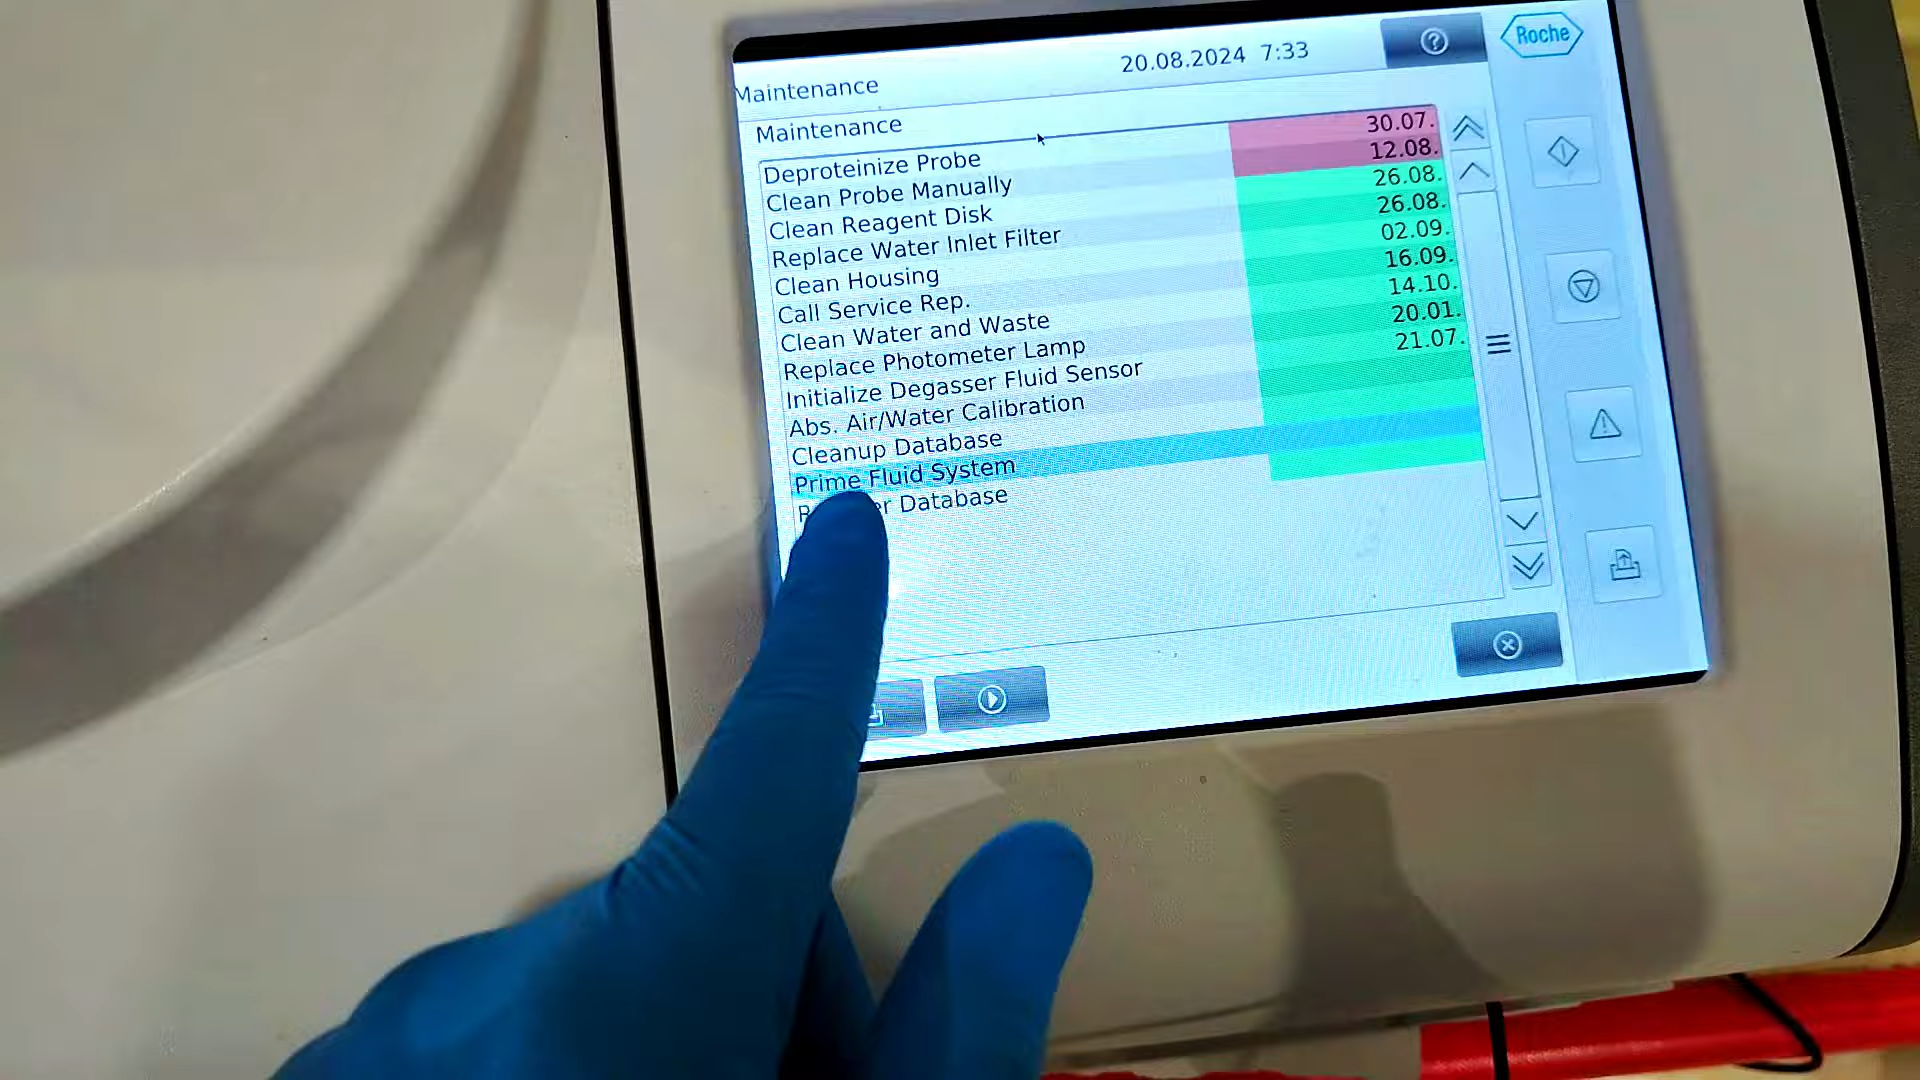 20.08.2024 7:33
Roche
Maintenance
Maintenance
Deproteinize Probe 30.07.
Clean Probe Manually 12.08.
Clean Reagent Disk 26.08.
Replace Water Inlet Filter 26.08.
Clean Housing 02.09.
Call Service Rep. 16.09.
Clean Water and Waste 14.10.
Replace Photometer Lamp 20.01.
Initialize Degasser Fluid Sensor 21.07.
Abs. Air/Water Calibration
Cleanup Database
Prime Fluid System
Database